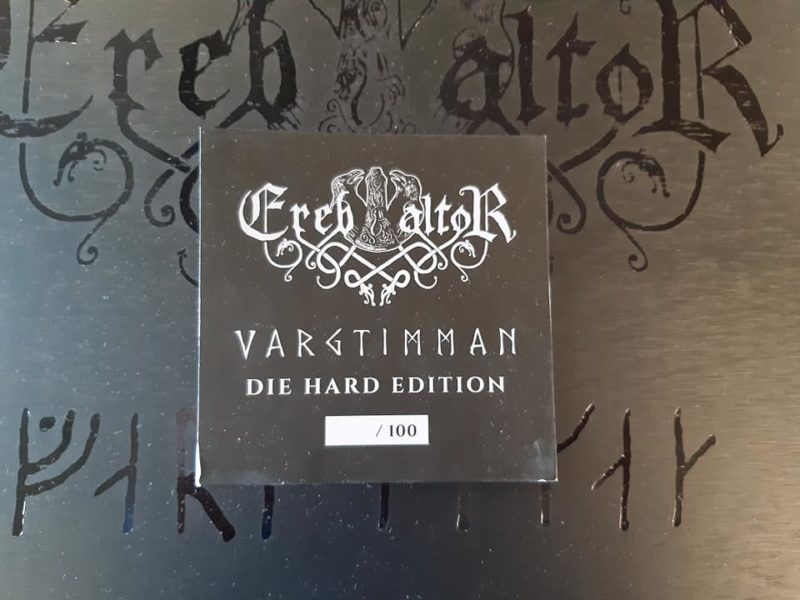 Ereb Altor
Ereb Altor
VARGTIMMAN
DIE HARD EDITION
/ 100